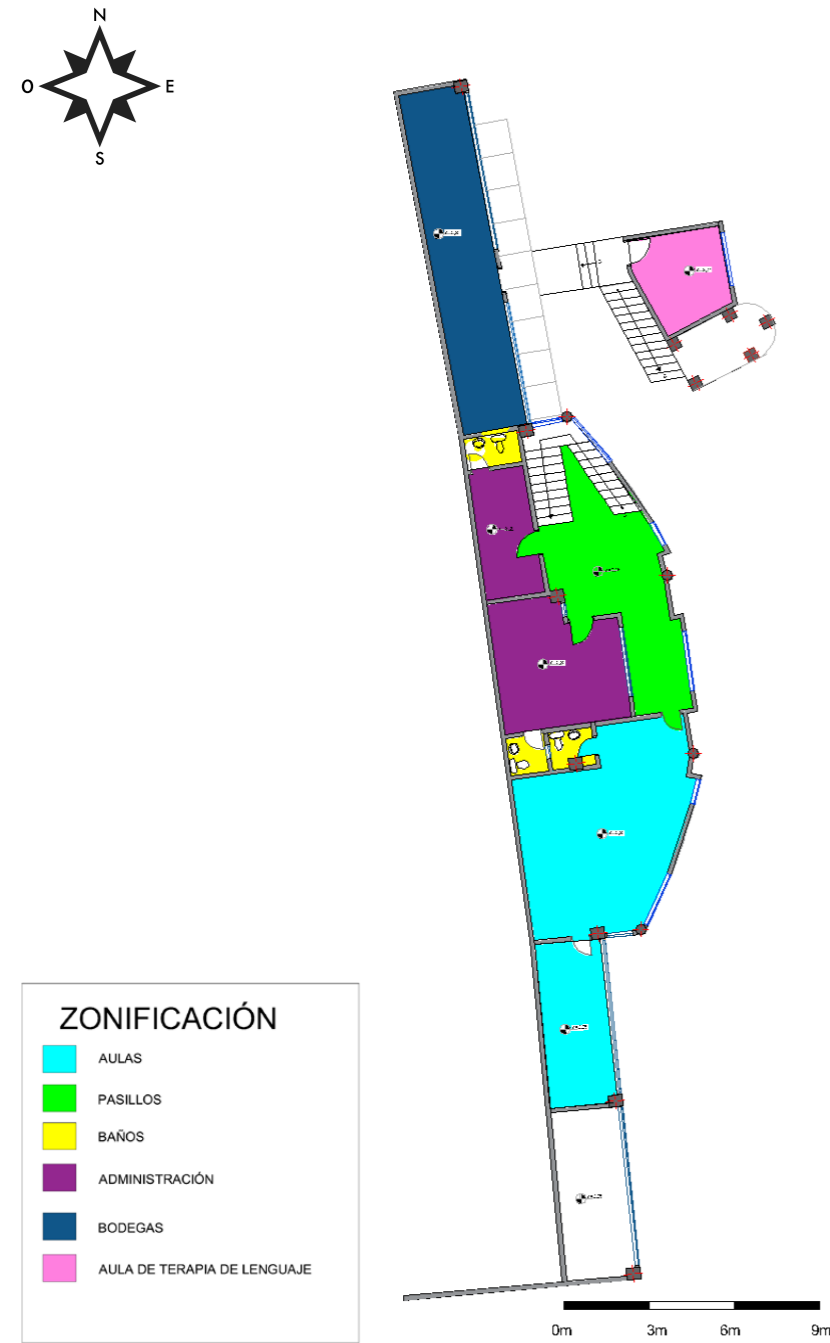 N
O E
S
ZONIFICACIÓN
AULAS
PASILLOS
BAÑOS
ADMINISTRACIÓN
BODEGAS
AULA DE TERAPIA DE LENGUAJE
0m 3m 6m 9m